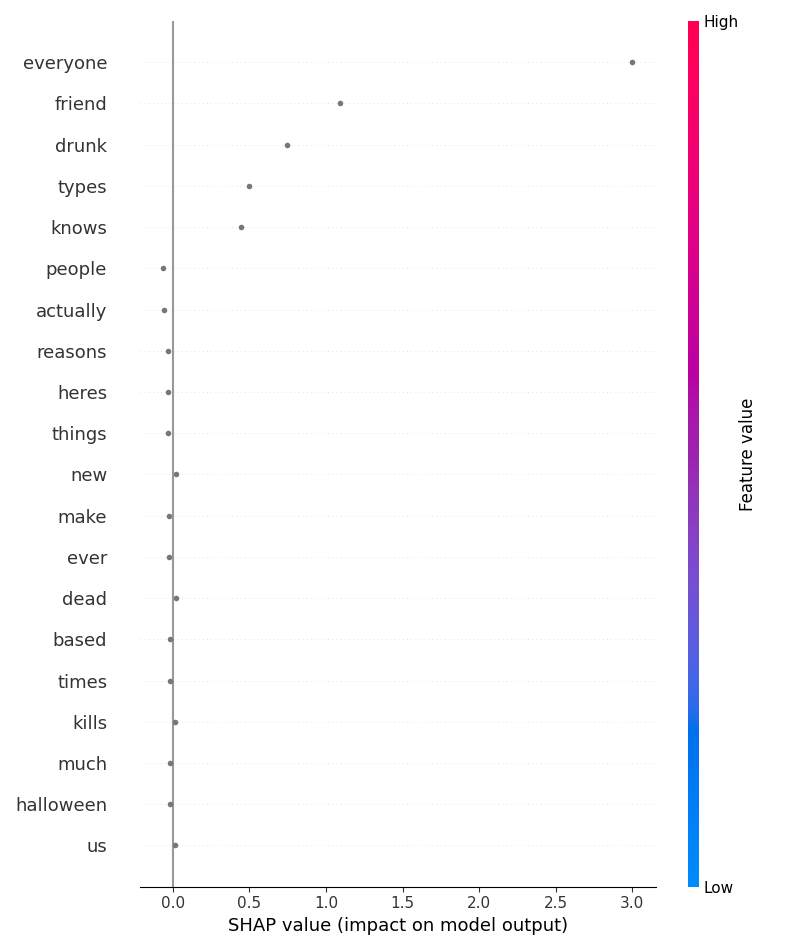 everyone
friend
drunk
types
knows
people
actually
reasons
heres
things
new
make
ever
dead
based
times
kills
much
halloween
us
0.0 0.5 1.0 1.5 2.0 2.5 3.0
SHAP value (impact on model output)
High
Feature value
Low